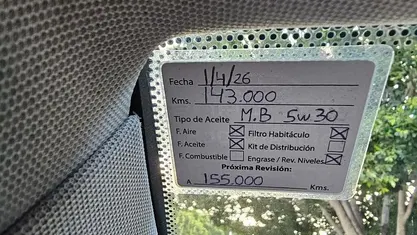 Fecha 1/4/26
Kms. 143.000
Tipo de Aceite M.B 5w30
F. Aire Filtro Habitáculo
F. Aceite Kit de Distribución
F. Combustible Engrase / Rev. Niveles
Próxima Revisión:
A 155.000 Kms.